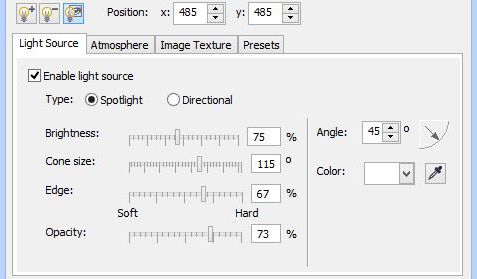 Position: x: 485 y: 485
Light Source Atmosphere Image Texture Presets
Enable light source
Type: Spotlight Directional
Brightness: 75 % Angle: 45 o
Cone size: 115 o Color:
Edge: 67 %
Soft Hard
Opacity: 73 %